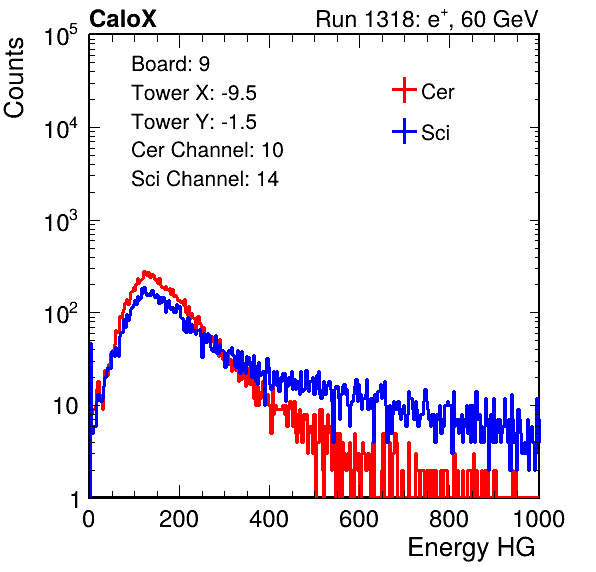 CaloX Run 1318: e⁺, 60 GeV
Counts
10⁵
10⁴
10³
10²
10
1
Board: 9
Tower X: -9.5
Tower Y: -1.5
Cer Channel: 10
Sci Channel: 14
Cer
Sci
0 200 400 600 800 1000
Energy HG